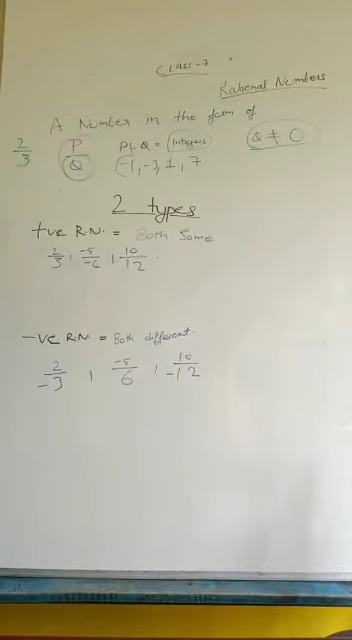 CLASS-7
Rational Numbers
A Number in the form of
2/3 P/Q P, Q = Integers Q ≠ 0
(-1, -3, 1, 7
2 types
+ve R.N. = Both Same
2/3, -5/-6, 10/12.
-ve R.N. = Both different.
2/-3, -5/6, 10/-12